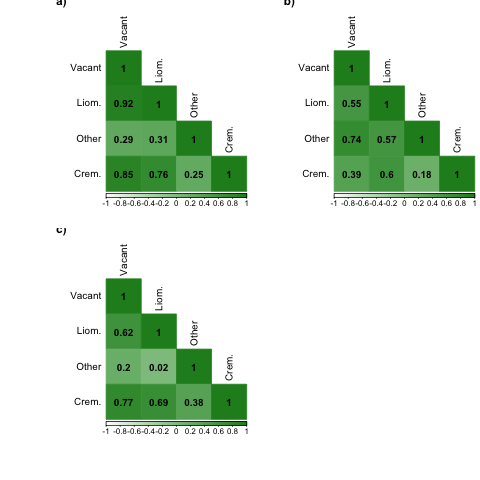 a)
Vacant
Vacant 1 Liom.
Liom. 0.92 1 Other
Other 0.29 0.31 1 Crem.
Crem. 0.85 0.76 0.25 1
-1 -0.8 -0.6 -0.4 -0.2 0 0.2 0.4 0.6 0.8 1
b)
Vacant
Vacant 1 Liom.
Liom. 0.55 1 Other
Other 0.74 0.57 1 Crem.
Crem. 0.39 0.6 0.18 1
-1 -0.8 -0.6 -0.4 -0.2 0 0.2 0.4 0.6 0.8 1
c)
Vacant
Vacant 1 Liom.
Liom. 0.62 1 Other
Other 0.2 0.02 1 Crem.
Crem. 0.77 0.69 0.38 1
-1 -0.8 -0.6 -0.4 -0.2 0 0.2 0.4 0.6 0.8 1